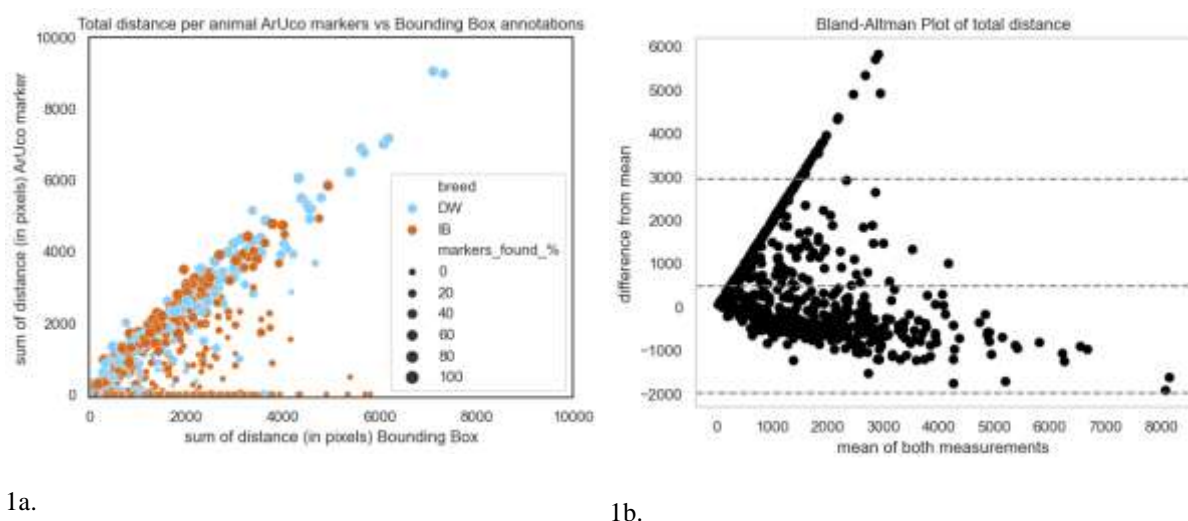 Total distance per animal ArUco markers vs Bounding Box annotations
10000
8000
6000
4000
2000
0
sum of distance (in pixels) ArUco marker
breed
DW
IB
markers_found_%
0
20
40
60
80
100
0 2000 4000 6000 8000 10000
sum of distance (in pixels) Bounding Box
1a.
Bland-Altman Plot of total distance
6000
5000
4000
3000
2000
1000
0
−1000
−2000
difference from mean
0 1000 2000 3000 4000 5000 6000 7000 8000
mean of both measurements
1b.